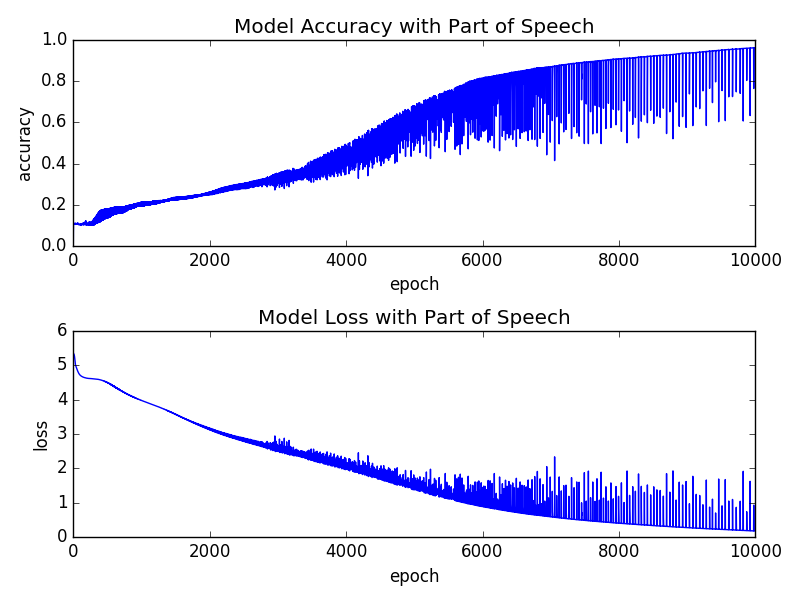 Model Accuracy with Part of Speech
1.0
0.8
0.6
0.4
0.2
0.0
accuracy
0 2000 4000 6000 8000 10000
epoch
Model Loss with Part of Speech
6
5
4
3
2
1
0
loss
0 2000 4000 6000 8000 10000
epoch